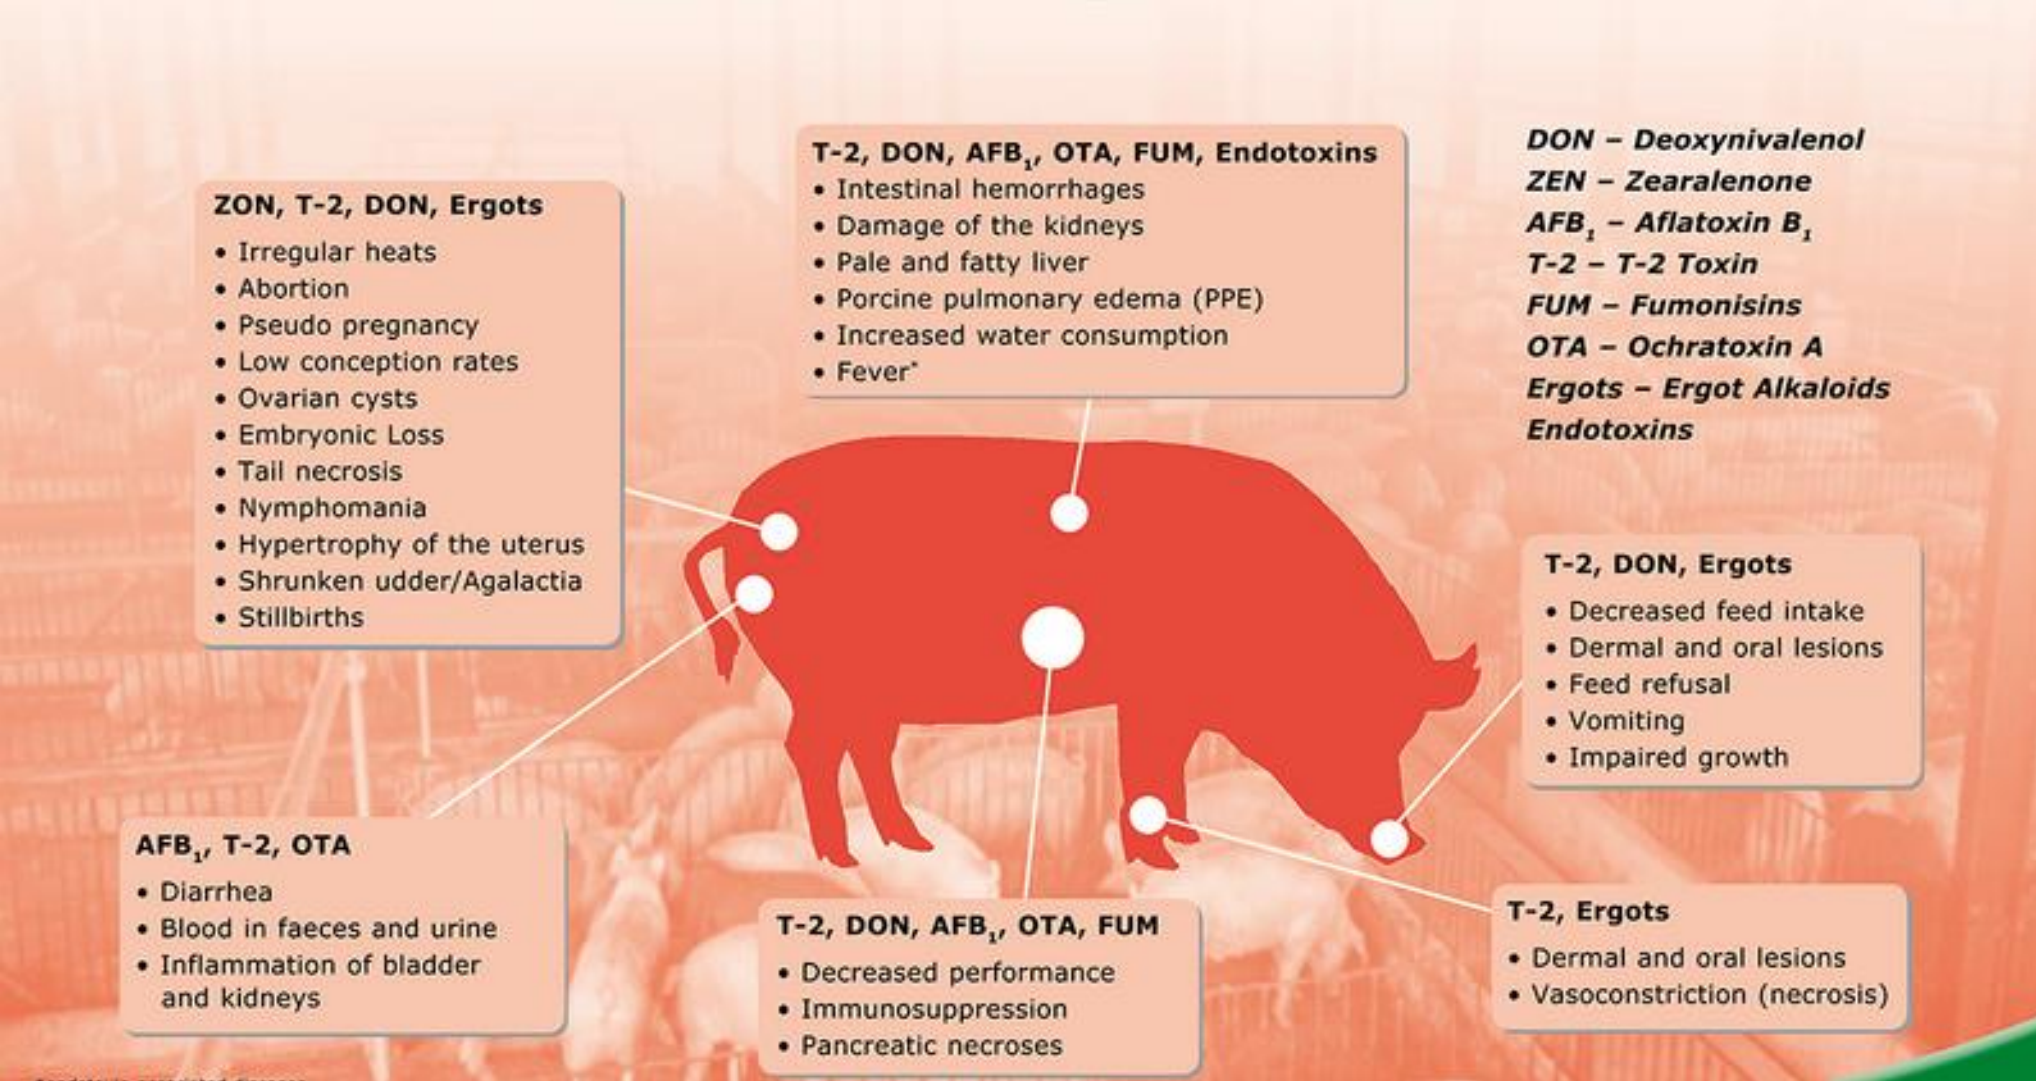 ZON, T-2, DON, Ergots
• Irregular heats
• Abortion
• Pseudo pregnancy
• Low conception rates
• Ovarian cysts
• Embryonic Loss
• Tail necrosis
• Nymphomania
• Hypertrophy of the uterus
• Shrunken udder/Agalactia
• Stillbirths
T-2, DON, AFB₁, OTA, FUM, Endotoxins
• Intestinal hemorrhages
• Damage of the kidneys
• Pale and fatty liver
• Porcine pulmonary edema (PPE)
• Increased water consumption
• Fever*
DON – Deoxynivalenol
ZEN – Zearalenone
AFB₁ – Aflatoxin B₁
T-2 – T-2 Toxin
FUM – Fumonisins
OTA – Ochratoxin A
Ergots – Ergot Alkaloids
Endotoxins
T-2, DON, Ergots
• Decreased feed intake
• Dermal and oral lesions
• Feed refusal
• Vomiting
• Impaired growth
AFB₁, T-2, OTA
• Diarrhea
• Blood in faeces and urine
• Inflammation of bladder
and kidneys
T-2, DON, AFB₁, OTA, FUM
• Decreased performance
• Immunosuppression
• Pancreatic necroses
T-2, Ergots
• Dermal and oral lesions
• Vasoconstriction (necrosis)